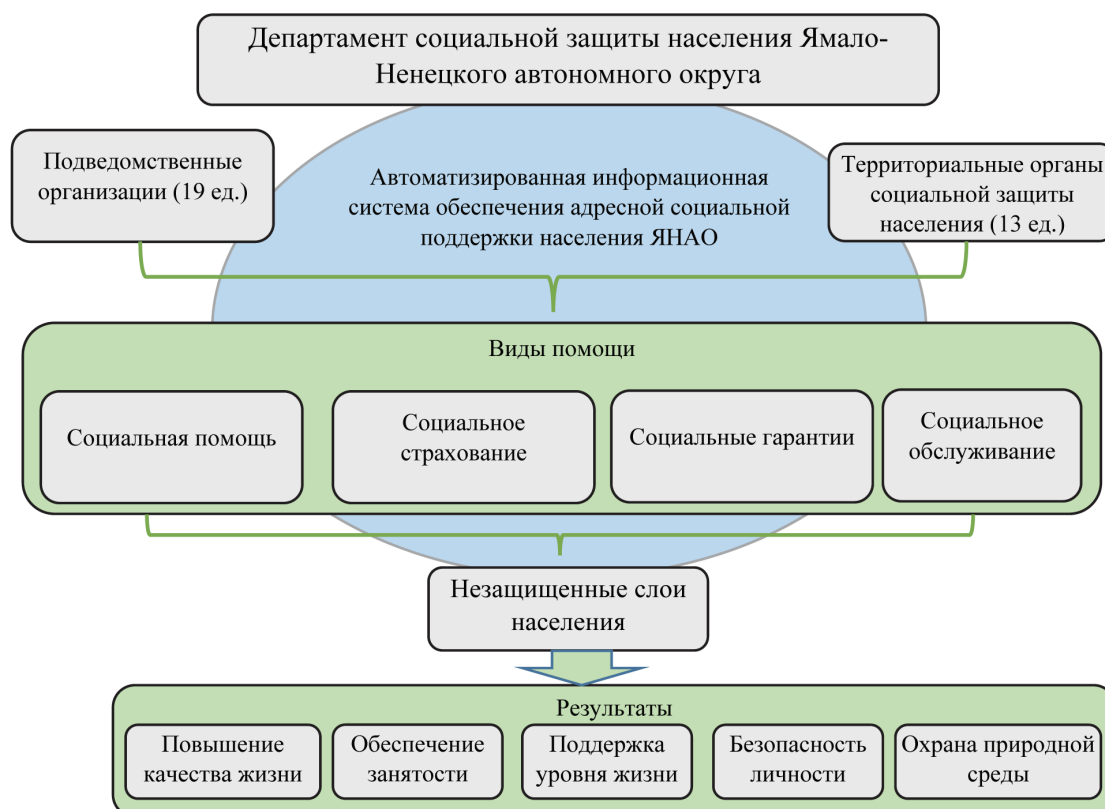 Департамент социальной защиты населения Ямало-
Ненецкого автономного округа
Подведомственные
организации (19 ед.)
Автоматизированная информационная
система обеспечения адресной социальной
поддержки населения ЯНАО
Территориальные органы
социальной защиты
населения (13 ед.)
Виды помощи
Социальная помощь
Социальное
страхование
Социальные гарантии
Социальное
обслуживание
Незащищенные слои
населения
Результаты
Повышение
качества жизни
Обеспечение
занятости
Поддержка
уровня жизни
Безопасность
личности
Охрана природной
среды